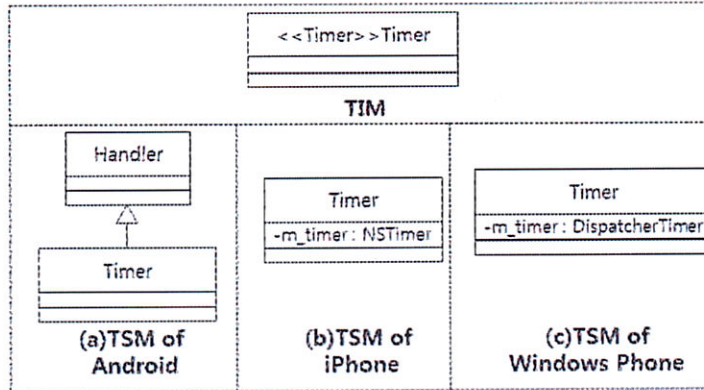 <<Timer>>Timer
TIM
Handler
Timer
(a)TSM of
Android
Timer
-m_timer : NSTimer
(b)TSM of
iPhone
Timer
-m_timer : DispatcherTimer
(c)TSM of
Windows Phone